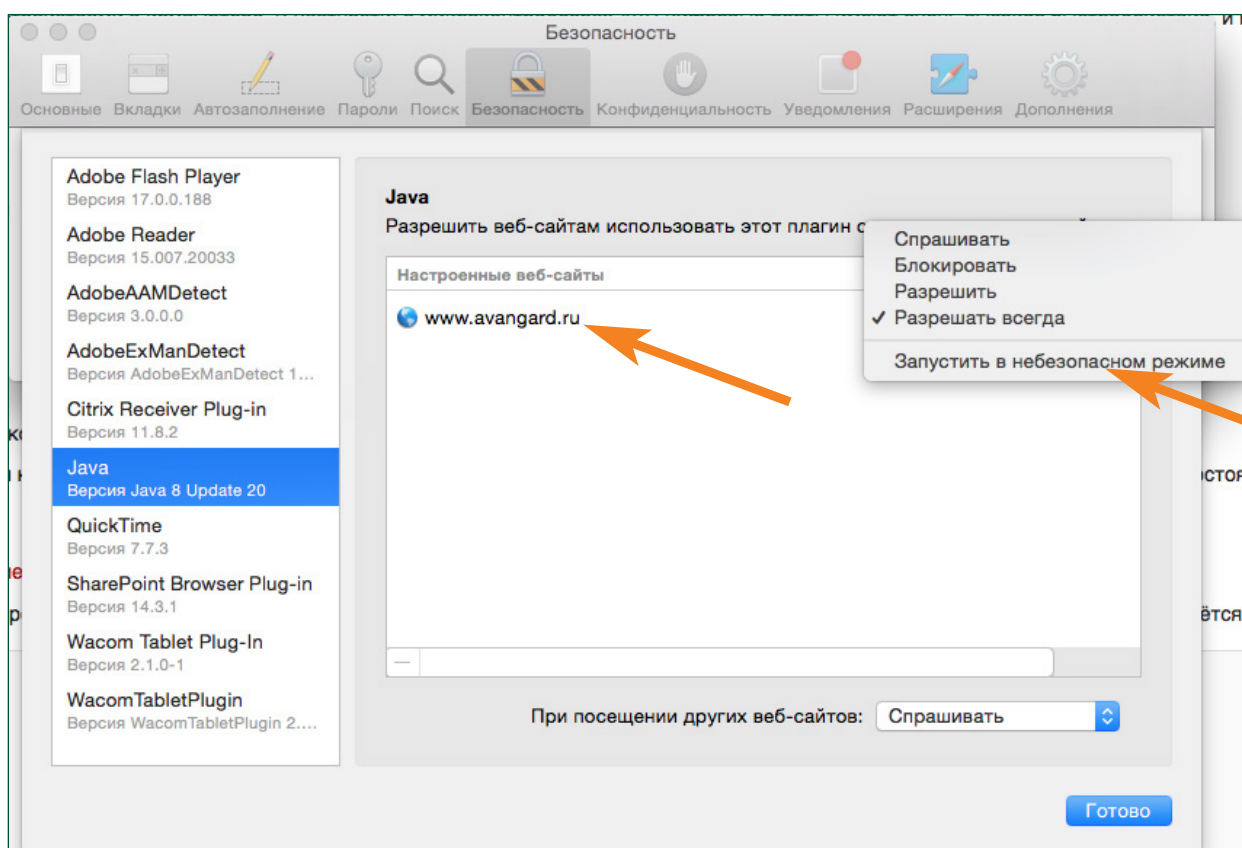 Безопасность
Основные Вкладки Автозаполнение Пароли Поиск Безопасность Конфиденциальность Уведомления Расширения Дополнения
Adobe Flash Player
Версия 17.0.0.188
Adobe Reader
Версия 15.007.20033
AdobeAAMDetect
Версия 3.0.0.0
AdobeExManDetect
Версия AdobeExManDetect 1...
Citrix Receiver Plug-in
Версия 11.8.2
Java
Версия Java 8 Update 20
QuickTime
Версия 7.7.3
SharePoint Browser Plug-in
Версия 14.3.1
Wacom Tablet Plug-In
Версия 2.1.0-1
WacomTabletPlugin
Версия WacomTabletPlugin 2....
Java
Разрешить веб-сайтам использовать этот плагин
Настроенные веб-сайты
www.avangard.ru
Спрашивать
Блокировать
Разрешить
✓ Разрешать всегда
Запустить в небезопасном режиме
При посещении других веб-сайтов: Спрашивать
Готово